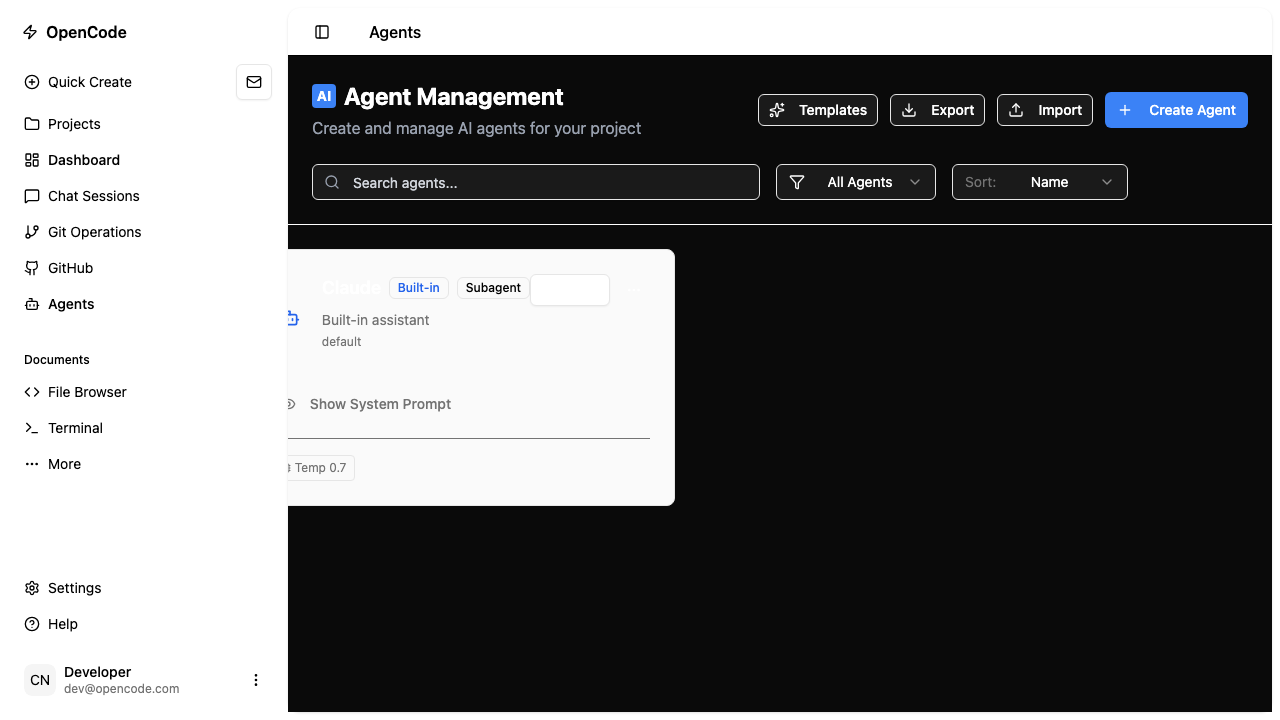 OpenCode
Quick Create
Projects
Dashboard
Chat Sessions
Git Operations
GitHub
Agents
Documents
File Browser
Terminal
More
Settings
Help
CN
Developer
dev@opencode.com
Agents
AI Agent Management
Create and manage AI agents for your project
Templates
Export
Import
Create Agent
Search agents...
All Agents
Sort: Name
Claude Built-in Subagent
Built-in assistant
default
Show System Prompt
Temp 0.7